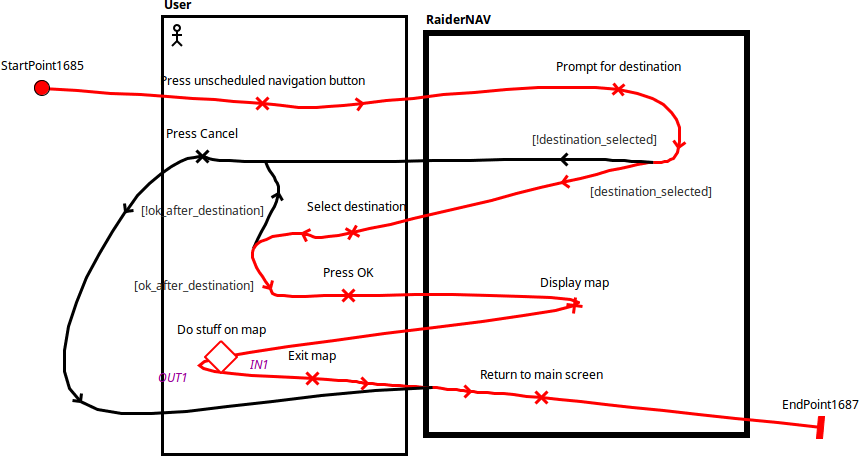 User
RaiderNAV
StartPoint1685
Press unscheduled navigation button
Prompt for destination
Press Cancel
[!destination_selected]
[destination_selected]
[!ok_after_destination]
Select destination
[ok_after_destination]
Press OK
Display map
Do stuff on map
IN1
Exit map
OUT1
Return to main screen
EndPoint1687